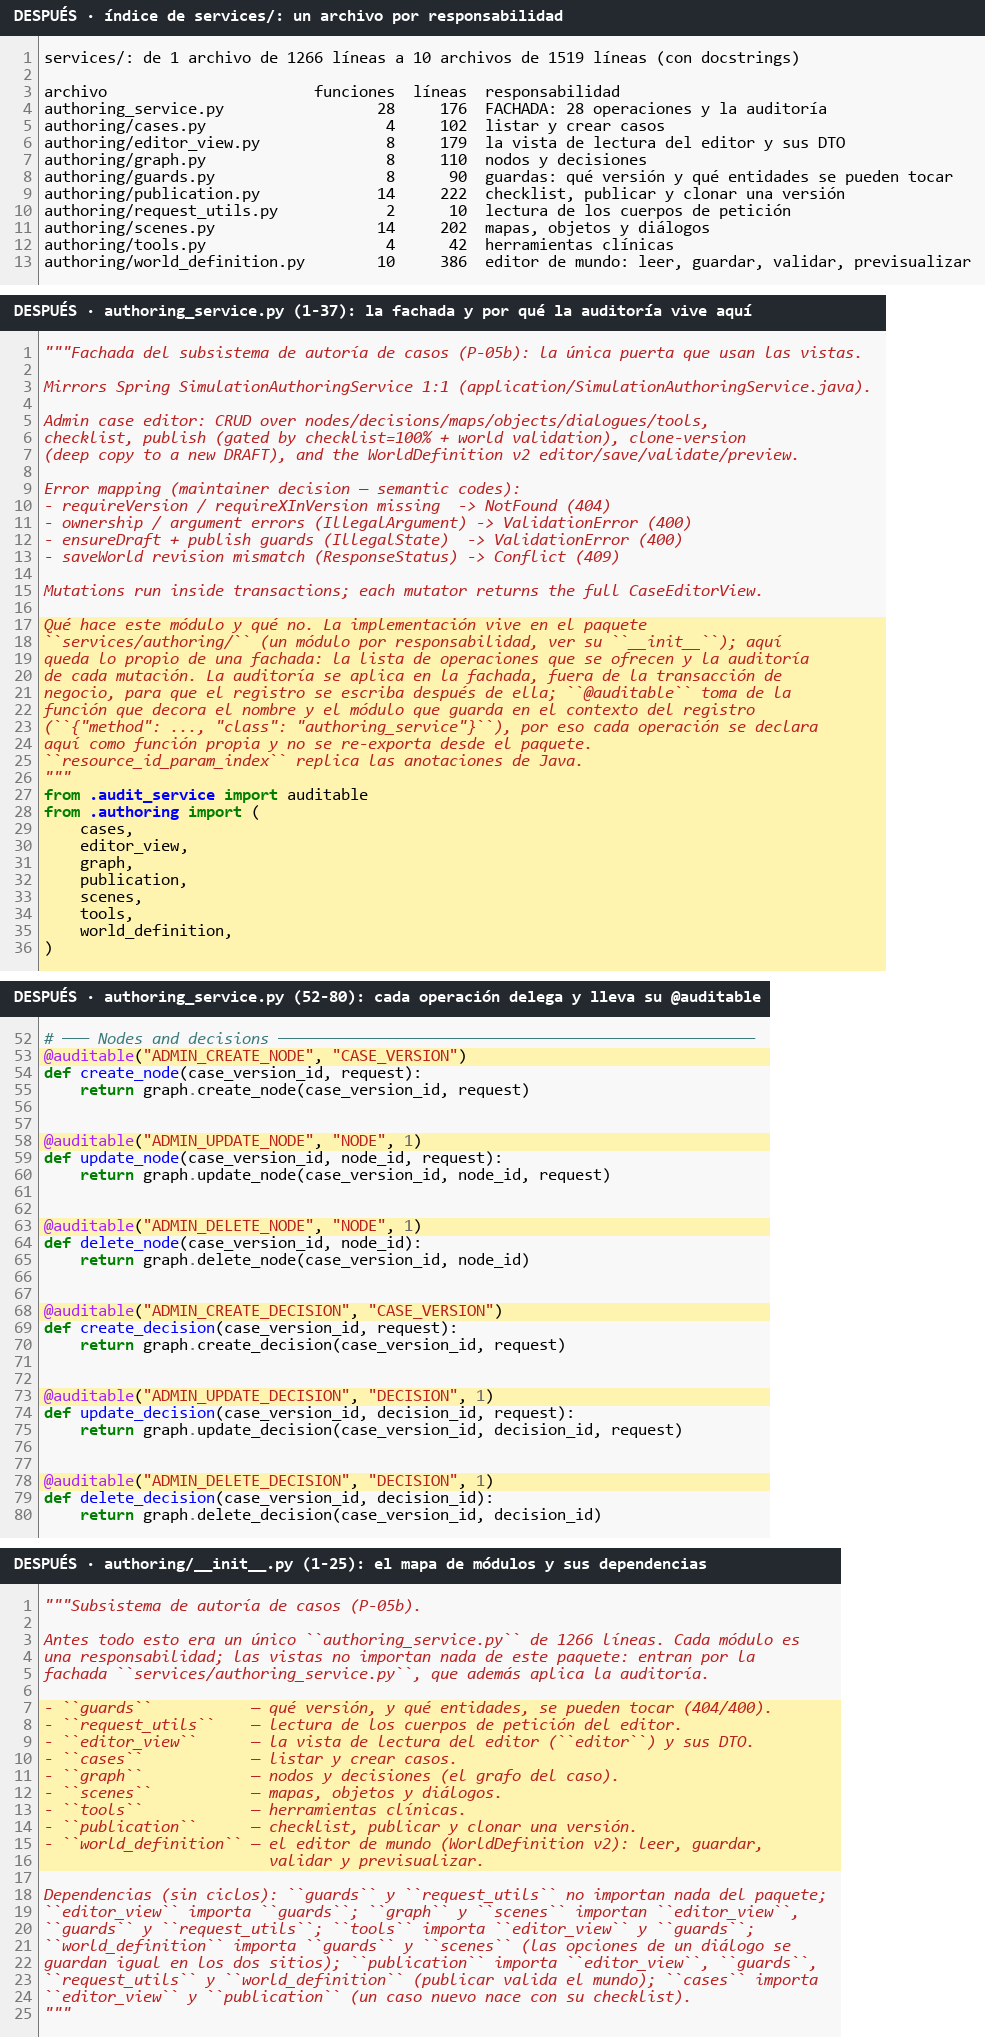 DESPUÉS · índice de services/: un archivo por responsabilidad
1 services/: de 1 archivo de 1266 líneas a 10 archivos de 1519 líneas (con docstrings)
2
3 archivo                       funciones  líneas  responsabilidad
4 authoring_service.py                 28     176  FACHADA: 28 operaciones y la auditoría
5 authoring/cases.py                    4     102  listar y crear casos
6 authoring/editor_view.py              8     179  la vista de lectura del editor y sus DTO
7 authoring/graph.py                    8     110  nodos y decisiones
8 authoring/guards.py                   8      90  guardas: qué versión y qué entidades se pueden tocar
9 authoring/publication.py             14     222  checklist, publicar y clonar una versión
10 authoring/request_utils.py            2      10  lectura de los cuerpos de petición
11 authoring/scenes.py                  14     202  mapas, objetos y diálogos
12 authoring/tools.py                    4      42  herramientas clínicas
13 authoring/world_definition.py        10     386  editor de mundo: leer, guardar, validar, previsualizar
DESPUÉS · authoring_service.py (1-37): la fachada y por qué la auditoría vive aquí
1 """Fachada del subsistema de autoría de casos (P-05b): la única puerta que usan las vistas.
2
3 Mirrors Spring SimulationAuthoringService 1:1 (application/SimulationAuthoringService.java).
4
5 Admin case editor: CRUD over nodes/decisions/maps/objects/dialogues/tools,
6 checklist, publish (gated by checklist=100% + world validation), clone-version
7 (deep copy to a new DRAFT), and the WorldDefinition v2 editor/save/validate/preview.
8
9 Error mapping (maintainer decision — semantic codes):
10 - requireVersion / requireXInVersion missing  -> NotFound (404)
11 - ownership / argument errors (IllegalArgument) -> ValidationError (400)
12 - ensureDraft + publish guards (IllegalState)  -> ValidationError (400)
13 - saveWorld revision mismatch (ResponseStatus) -> Conflict (409)
14
15 Mutations run inside transactions; each mutator returns the full CaseEditorView.
16
17 Qué hace este módulo y qué no. La implementación vive en el paquete
18 ``services/authoring/`` (un módulo por responsabilidad, ver su ``__init__``); aquí
19 queda lo propio de una fachada: la lista de operaciones que se ofrecen y la auditoría
20 de cada mutación. La auditoría se aplica en la fachada, fuera de la transacción de
21 negocio, para que el registro se escriba después de ella; ``@auditable`` toma de la
22 función que decora el nombre y el módulo que guarda en el contexto del registro
23 (``{"method": ..., "class": "authoring_service"}``), por eso cada operación se declara
24 aquí como función propia y no se re-exporta desde el paquete.
25 ``resource_id_param_index`` replica las anotaciones de Java.
26 """
27 from .audit_service import auditable
28 from .authoring import (
29     cases,
30     editor_view,
31     graph,
32     publication,
33     scenes,
34     tools,
35     world_definition,
36 )
DESPUÉS · authoring_service.py (52-80): cada operación delega y lleva su @auditable
52 # ─── Nodes and decisions ─────────────────────────────────────────────────────
53 @auditable("ADMIN_CREATE_NODE", "CASE_VERSION")
54 def create_node(case_version_id, request):
55     return graph.create_node(case_version_id, request)
56
57
58 @auditable("ADMIN_UPDATE_NODE", "NODE", 1)
59 def update_node(case_version_id, node_id, request):
60     return graph.update_node(case_version_id, node_id, request)
61
62
63 @auditable("ADMIN_DELETE_NODE", "NODE", 1)
64 def delete_node(case_version_id, node_id):
65     return graph.delete_node(case_version_id, node_id)
66
67
68 @auditable("ADMIN_CREATE_DECISION", "CASE_VERSION")
69 def create_decision(case_version_id, request):
70     return graph.create_decision(case_version_id, request)
71
72
73 @auditable("ADMIN_UPDATE_DECISION", "DECISION", 1)
74 def update_decision(case_version_id, decision_id, request):
75     return graph.update_decision(case_version_id, decision_id, request)
76
77
78 @auditable("ADMIN_DELETE_DECISION", "DECISION", 1)
79 def delete_decision(case_version_id, decision_id):
80     return graph.delete_decision(case_version_id, decision_id)
DESPUÉS · authoring/__init__.py (1-25): el mapa de módulos y sus dependencias
1 """Subsistema de autoría de casos (P-05b).
2
3 Antes todo esto era un único ``authoring_service.py`` de 1266 líneas. Cada módulo es
4 una responsabilidad; las vistas no importan nada de este paquete: entran por la
5 fachada ``services/authoring_service.py``, que además aplica la auditoría.
6
7 - ``guards``           — qué versión, y qué entidades, se pueden tocar (404/400).
8 - ``request_utils``    — lectura de los cuerpos de petición del editor.
9 - ``editor_view``      — la vista de lectura del editor (``editor``) y sus DTO.
10 - ``cases``            — listar y crear casos.
11 - ``graph``            — nodos y decisiones (el grafo del caso).
12 - ``scenes``           — mapas, objetos y diálogos.
13 - ``tools``            — herramientas clínicas.
14 - ``publication``      — checklist, publicar y clonar una versión.
15 - ``world_definition`` — el editor de mundo (WorldDefinition v2): leer, guardar,
16                          validar y previsualizar.
17
18 Dependencias (sin ciclos): ``guards`` y ``request_utils`` no importan nada del paquete;
19 ``editor_view`` importa ``guards``; ``graph`` y ``scenes`` importan ``editor_view``,
20 ``guards`` y ``request_utils``; ``tools`` importa ``editor_view`` y ``guards``;
21 ``world_definition`` importa ``guards`` y ``scenes`` (las opciones de un diálogo se
22 guardan igual en los dos sitios); ``publication`` importa ``editor_view``, ``guards``,
23 ``request_utils`` y ``world_definition`` (publicar valida el mundo); ``cases`` importa
24 ``editor_view`` y ``publication`` (un caso nuevo nace con su checklist).
25 """